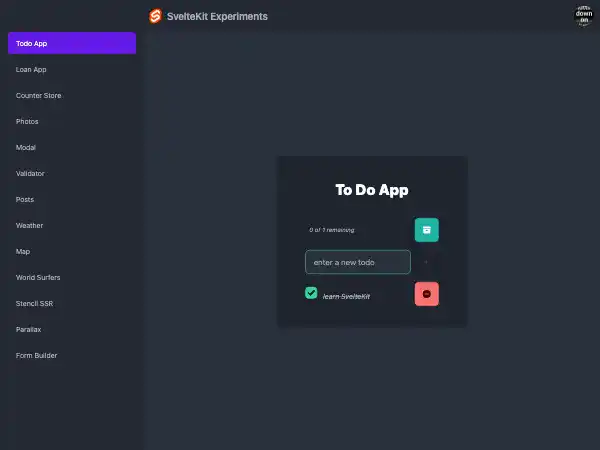 SvelteKit Experiments
down
on
Todo App
Loan App
Counter Store
Photos
Modal
Validator
Posts
Weather
Map
World Surfers
Stencil SSR
Parallax
Form Builder
To Do App
0 of 1 remaining
enter a new todo
learn SvelteKit